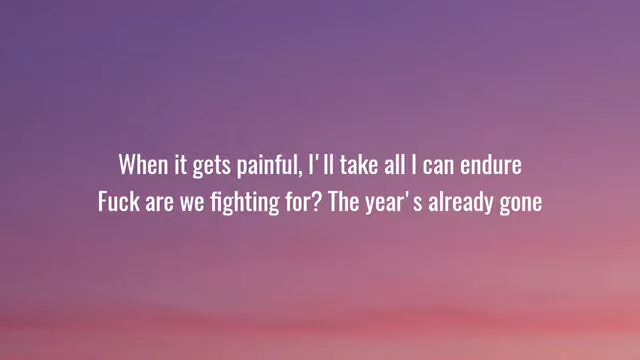 When it gets painful, I'll take all I can endure
Fuck are we fighting for? The year's already gone